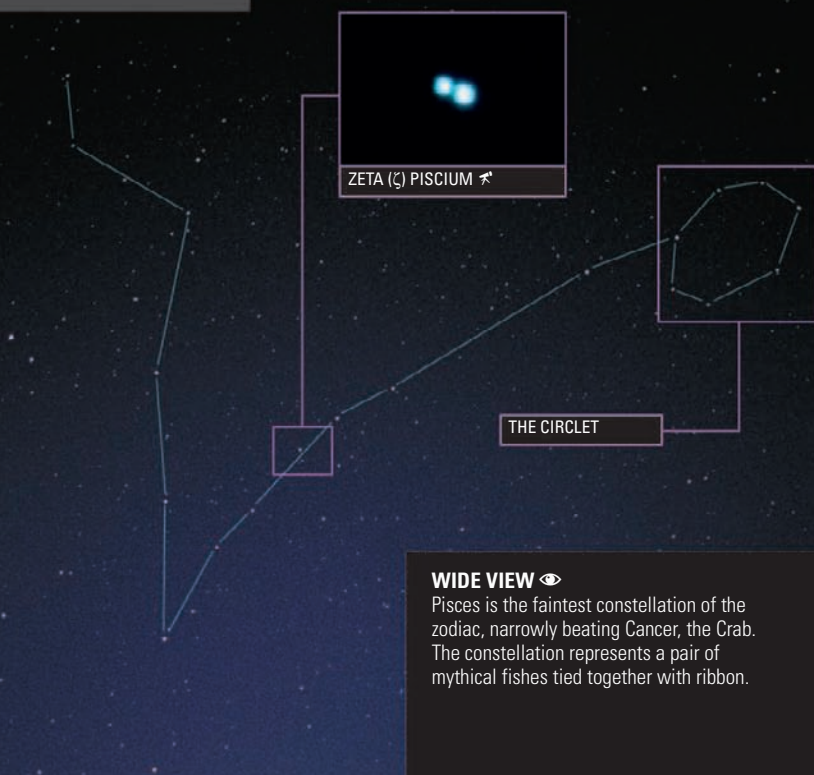 ZETA (ζ) PISCIUM
THE CIRCLET
WIDE VIEW
Pisces is the faintest constellation of the
zodiac, narrowly beating Cancer, the Crab.
The constellation represents a pair of
mythical fishes tied together with ribbon.